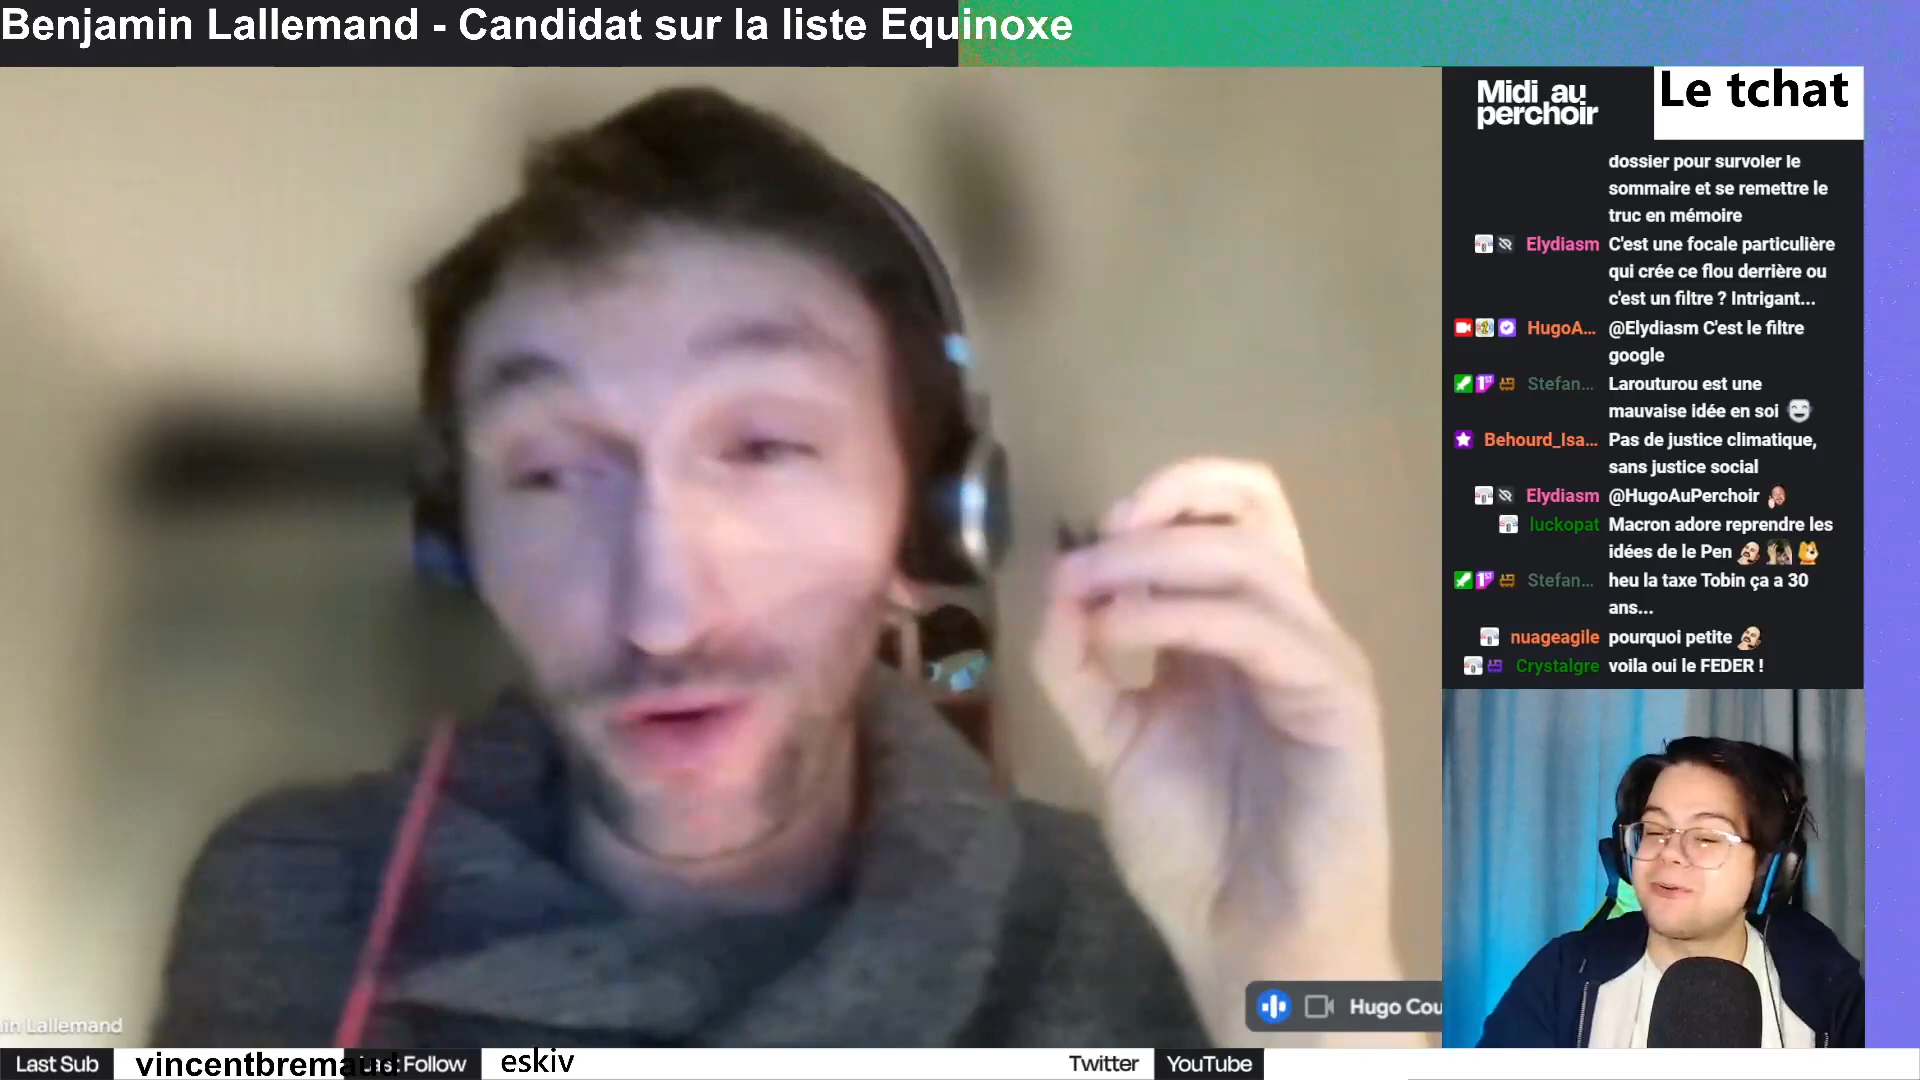 Benjamin Lallemand - Candidat sur la liste Equinoxe
Midi au
perchoir
Le tchat
dossier pour survoler le
sommaire et se remettre le
truc en mémoire
Elydiasm C'est une focale particulière
qui crée ce flou derrière ou
c'est un filtre ? Intrigant...
HugoA... @Elydiasm C'est le filtre
google
Stefan... Larouturou est une
mauvaise idée en soi
Behourd_Isa... Pas de justice climatique,
sans justice social
Elydiasm @HugoAuPerchoir
luckopat Macron adore reprendre les
idées de le Pen
Stefan... heu la taxe Tobin ça a 30
ans...
nuageagile pourquoi petite
Crystalgre voila oui le FEDER !
in Lallemand
Hugo Cou
Last Sub vincentbremaud Last Follow eskiv Twitter YouTube